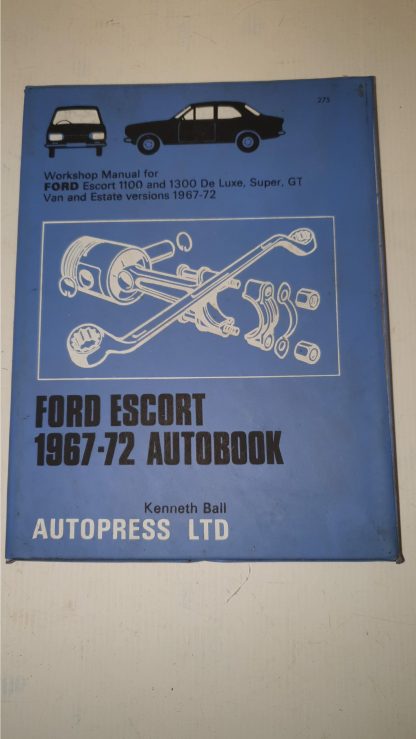 273
Workshop Manual for
FORD Escort 1100 and 1300 De Luxe, Super, GT
Van and Estate versions 1967-72
FORD ESCORT
1967-72 AUTOBOOK
Kenneth Ball
AUTOPRESS LTD